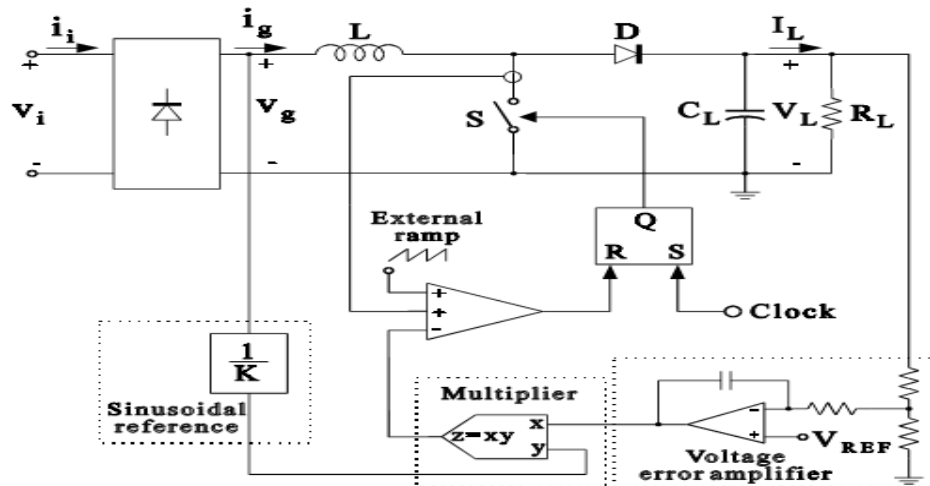 i_i
i_g
L
D
I_L
+
+
+
v_i
v_g
S
C_L
V_L
R_L
-
-
-
External
ramp
Q
R S
+
+
-
Clock
1
K
Sinusoidal
reference
Multiplier
z=xy
x
y
-
+
V_REF
Voltage
error amplifier